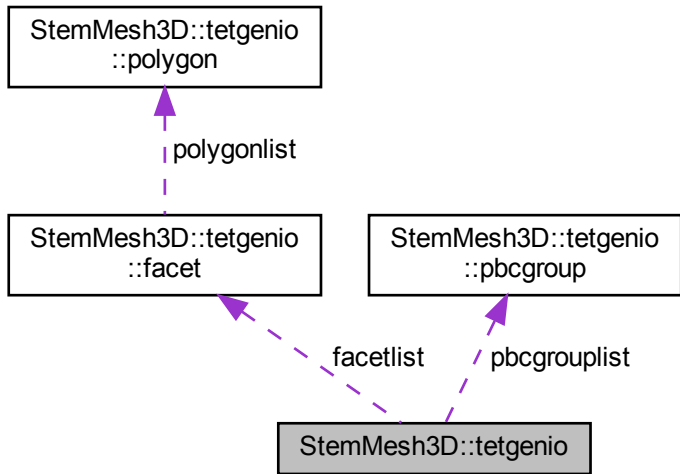 StemMesh3D::tetgenio
::polygon
polygonlist
StemMesh3D::tetgenio
::facet
StemMesh3D::tetgenio
::pbcgroup
facetlist
pbcgrouplist
StemMesh3D::tetgenio